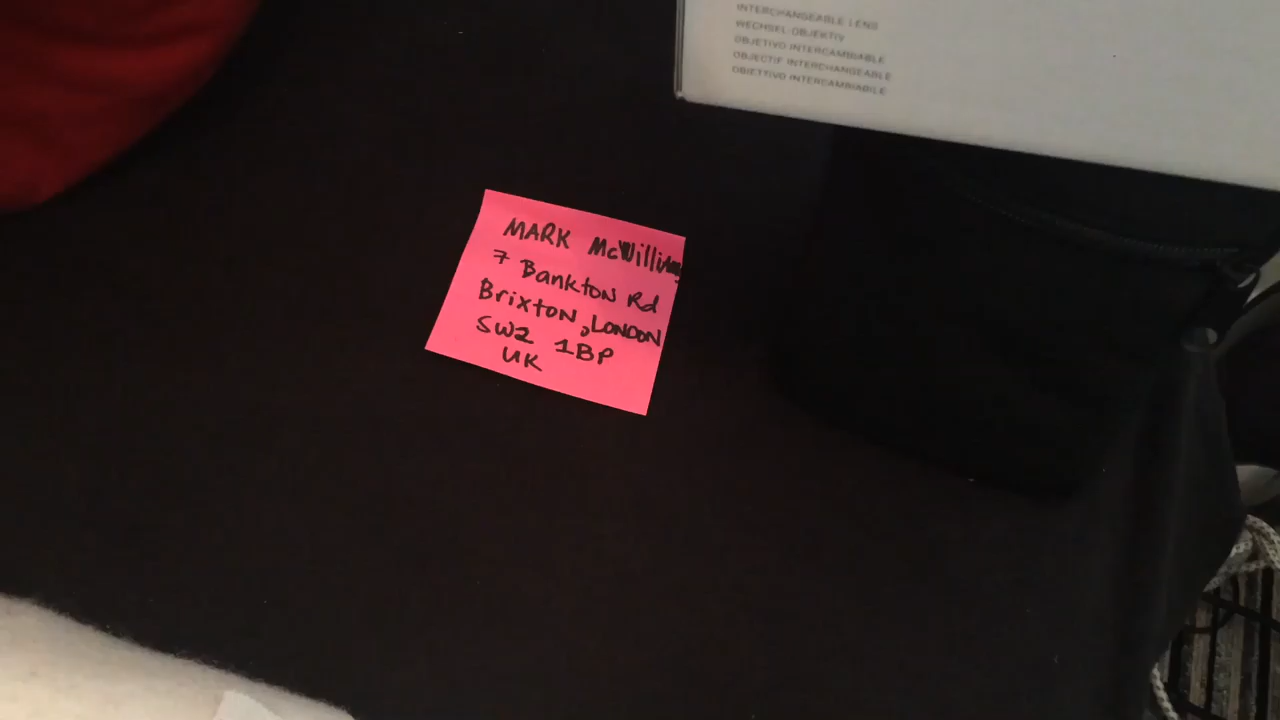 INTERCHANGEABLE LENS
WECHSEL-OBJEKTIV
OBJETIVO INTERCAMBIABLE
OBJECTIF INTERCHANGEABLE
OBIETTIVO INTERCAMBIABILE
MARK
7 Bankton Rd
Brixton, LONDON
SW2 1BP
UK